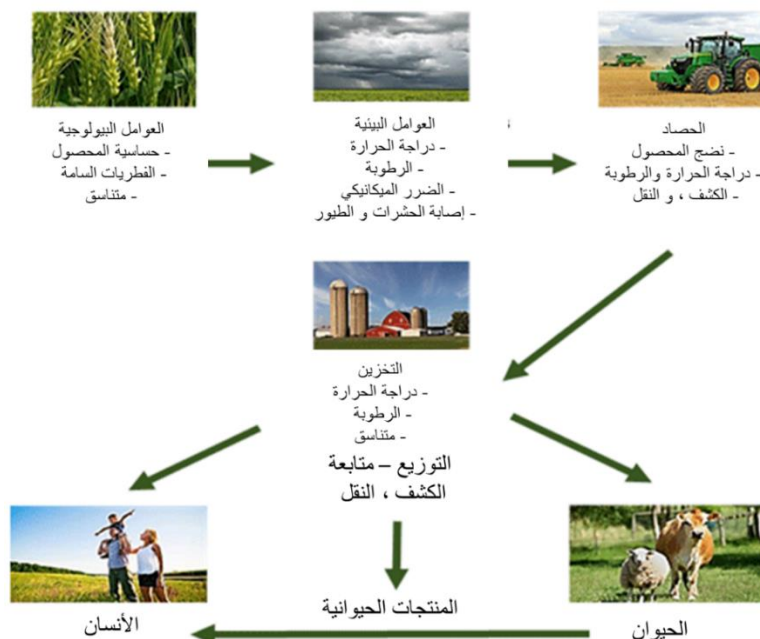 العوامل البيولوجية
- حساسية المحصول
- الفطريات السامة
- متناسق
العوامل البيئية
- دراجة الحرارة
- الرطوبة
- الضرر الميكانيكي
- إصابة الحشرات و الطيور
الحصاد
- نضج المحصول
- دراجة الحرارة والرطوبة
- الكشف ، و النقل
التخزين
- دراجة الحرارة
- الرطوبة
- متناسق
التوزيع – متابعة
الكشف ، النقل
الأنسان
المنتجات الحيوانية
الحيوان